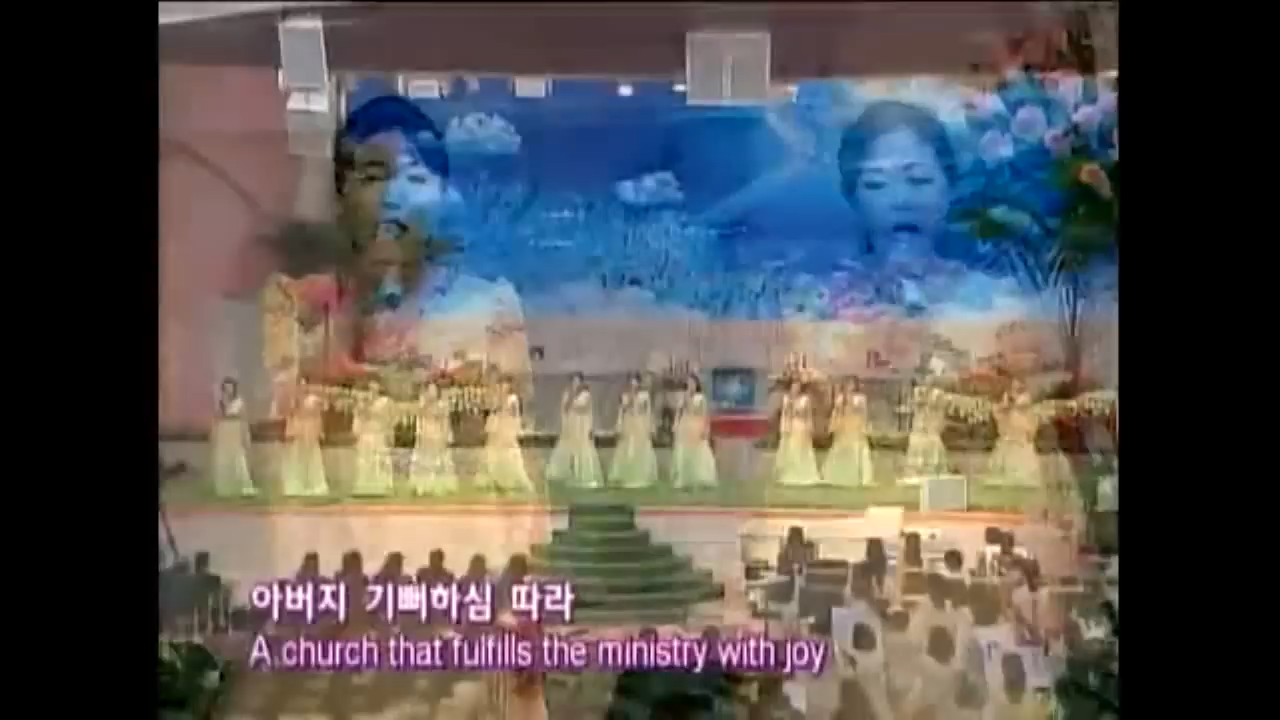 아버지 기뻐하심 따라
A church that fulfills the ministry with joy